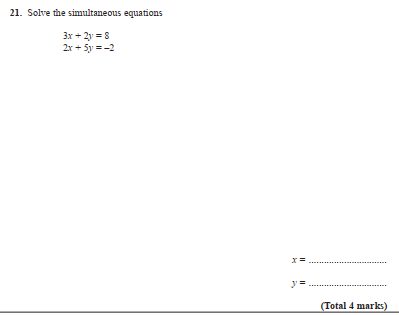 21. Solve the simultaneous equations
3x + 2y = 8
2x + 5y = –2
x = ................................
y = ................................
(Total 4 marks)